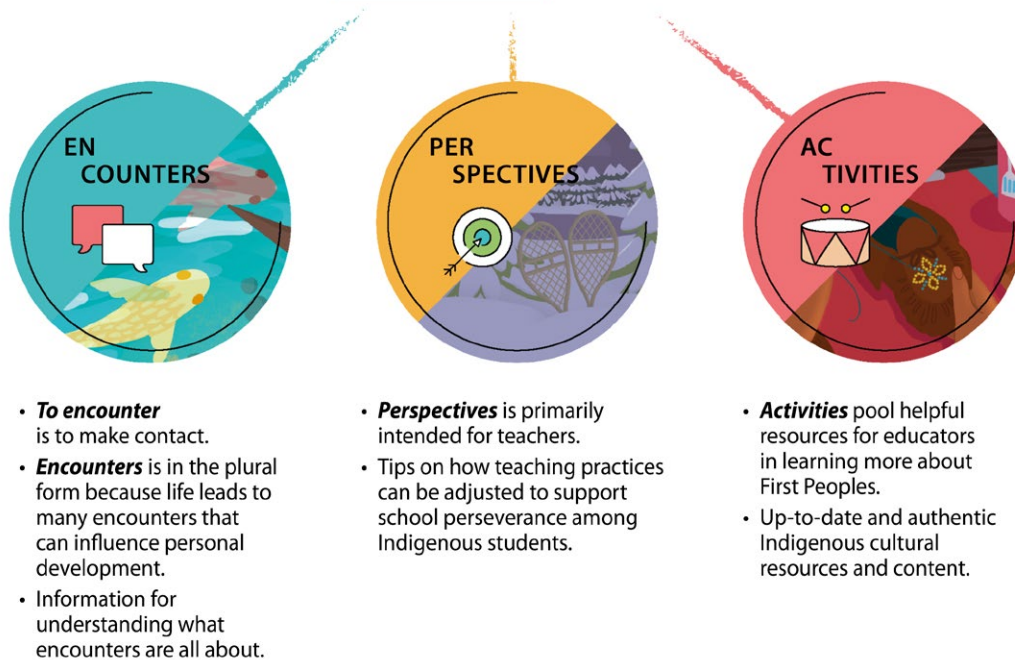 EN
COUNTERS
• To encounter
is to make contact.
• Encounters is in the plural
form because life leads to
many encounters that
can influence personal
development.
• Information for
understanding what
encounters are all about.
PER
SPECTIVES
• Perspectives is primarily
intended for teachers.
• Tips on how teaching practices
can be adjusted to support
school perseverance among
Indigenous students.
AC
TIVITIES
• Activities pool helpful
resources for educators
in learning more about
First Peoples.
• Up-to-date and authentic
Indigenous cultural
resources and content.